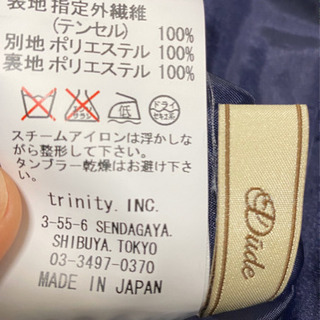 表地 指定外繊維
(テンセル) 100%
別地 ポリエステル 100%
裏地 ポリエステル 100%
低
ドライ
スチームアイロンは浮かしな
がら整形して下さい。
タンブラー乾燥はお避け下さい。
trinity. INC.
3-55-6 SENDAGAYA.
SHIBUYA. TOKYO
03-3497-0370
MADE IN JAPAN
Dude